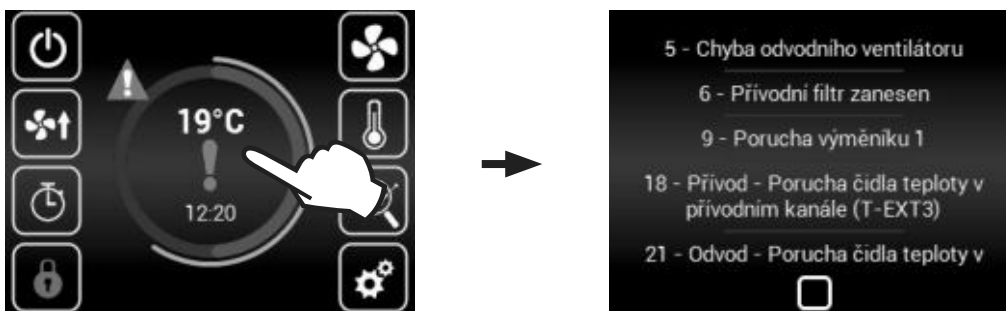 19°C
12:20
5 - Chyba odvodního ventilátoru
6 - Přívodní filtr zanesen
9 - Porucha výměníku 1
18 - Přívod - Porucha čidla teploty v
přívodním kanále (T-EXT3)
21 - Odvod - Porucha čidla teploty v